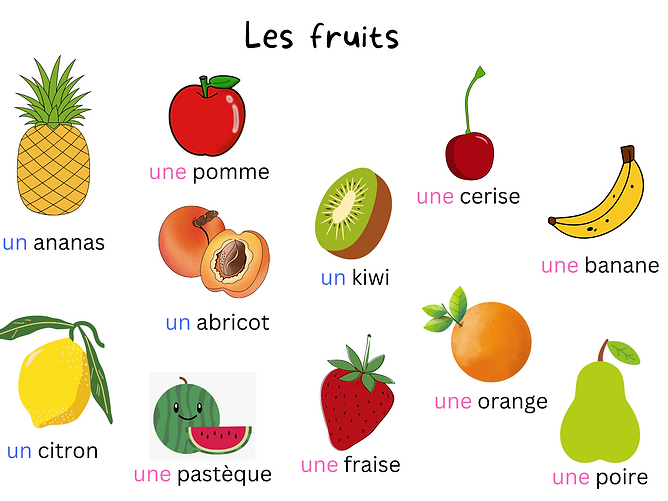 Les fruits
une pomme
une cerise
un ananas
un kiwi
une banane
un abricot
une orange
un citron
une pastèque
une fraise
une poire